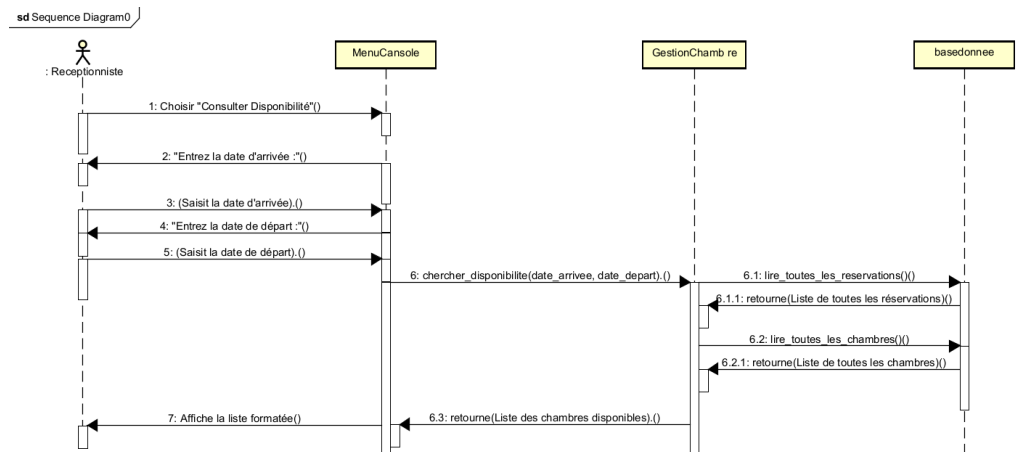 sd Sequence Diagram0
: Receptionniste
MenuCansole
GestionChamb re
basedonnee
1: Choisir "Consulter Disponibilité"()
2: "Entrez la date d'arrivée :"()
3: (Saisit la date d'arrivée).()
4: "Entrez la date de départ :"()
5: (Saisit la date de départ).()
6: chercher_disponibilite(date_arrivee, date_depart).()
6.1: lire_toutes_les_reservations()()
6.1.1: retourne(Liste de toutes les réservations)()
6.2: lire_toutes_les_chambres()()
6.2.1: retourne(Liste de toutes les chambres)()
6.3: retourne(Liste des chambres disponibles).()
7: Affiche la liste formatée()